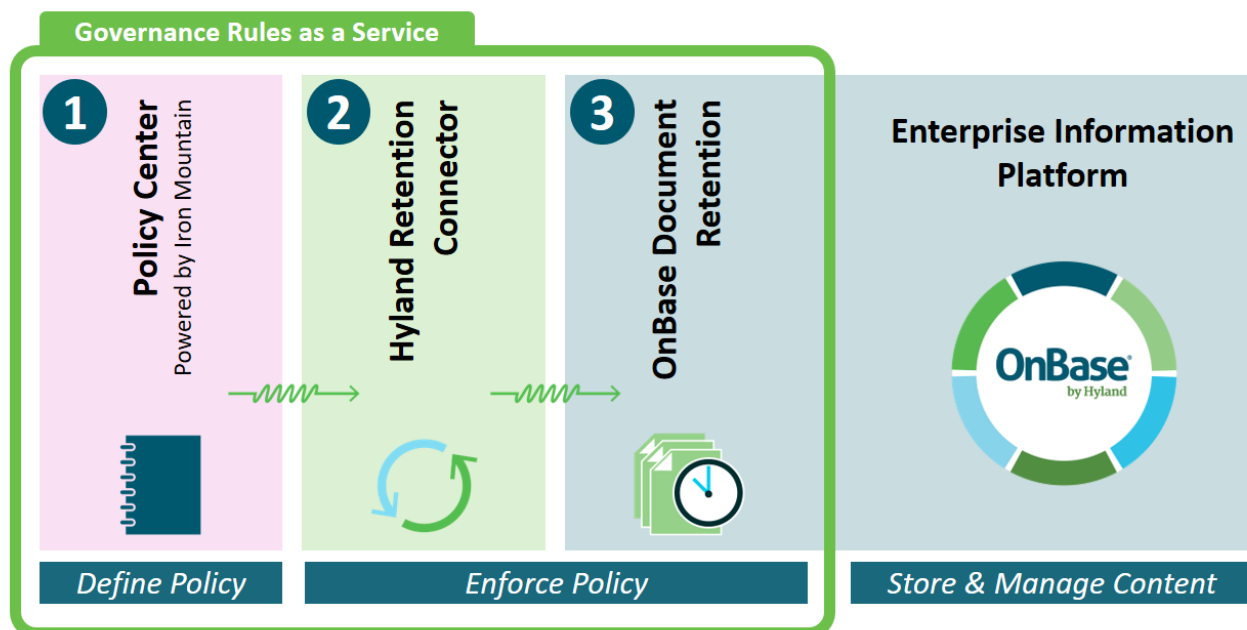 Governance Rules as a Service
1
Policy Center
Powered by Iron Mountain
2
Hyland Retention
Connector
3
OnBase Document
Retention
Enterprise Information
Platform
OnBase®
by Hyland
Define Policy
Enforce Policy
Store & Manage Content